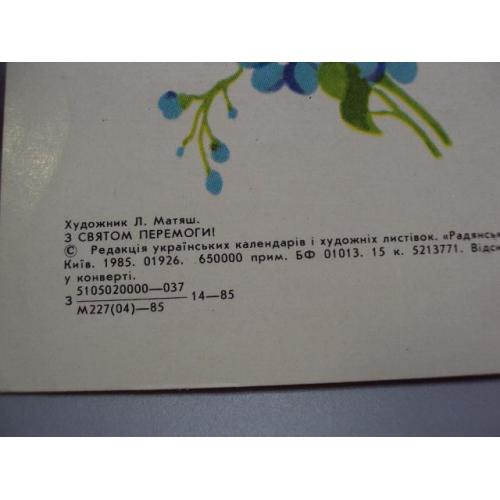 Художник Л. Матяш.
З СВЯТОМ ПЕРЕМОГИ!
© Редакція українських календарів і художніх листівок. «Радянсь
Київ. 1985. 01926. 650000 прим. БФ 01013. 15 к. 5213771. Відс
у конверті.
З 5105020000—037 14—85
М227(04)—85